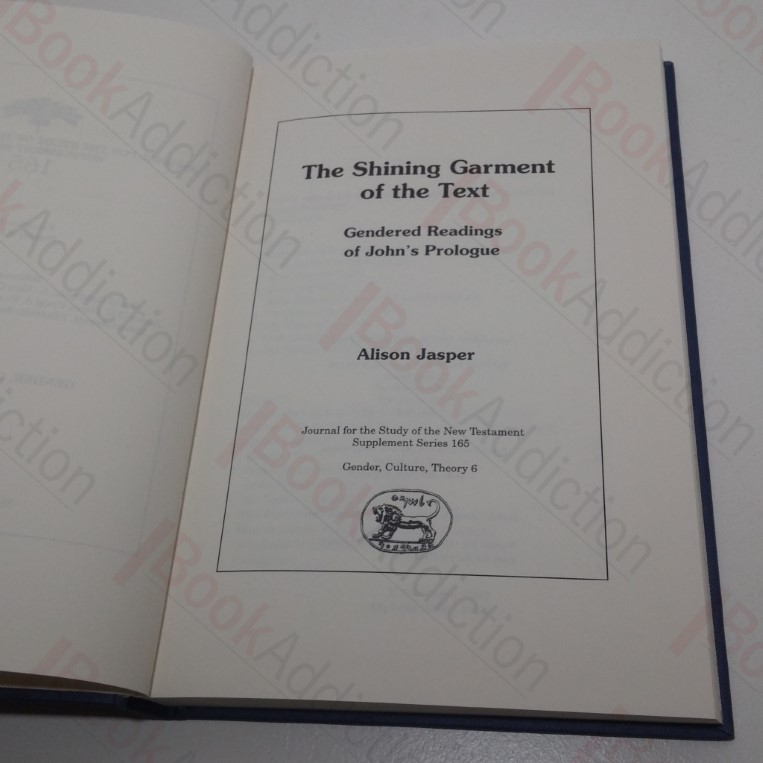 The Shining Garment
of the Text
Gendered Readings
of John's Prologue
Alison Jasper
Journal for the Study of the New Testament
Supplement Series 165
Gender, Culture, Theory 6
BookAddiction